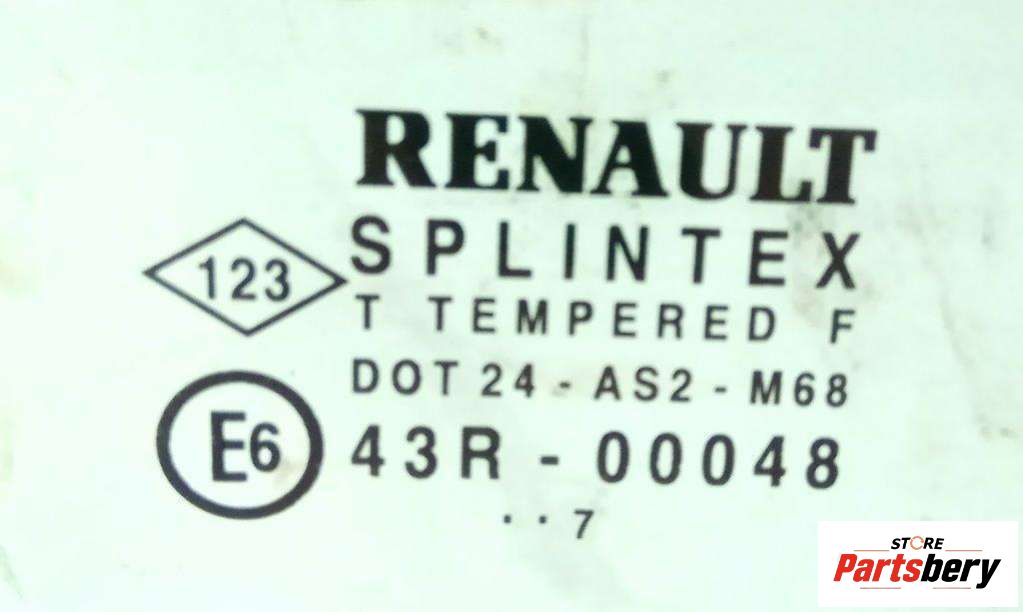 RENAULT
SPLINTEX
123
T TEMPERED F
DOT 24 - AS2 - M68
E6
43R - 00048
. . 7
STORE
Partsbery